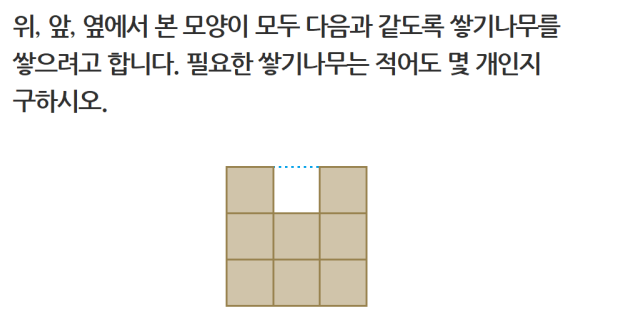 위, 앞, 옆에서 본 모양이 모두 다음과 같도록 쌓기나무를
쌓으려고 합니다. 필요한 쌓기나무는 적어도 몇 개인지
구하시오.